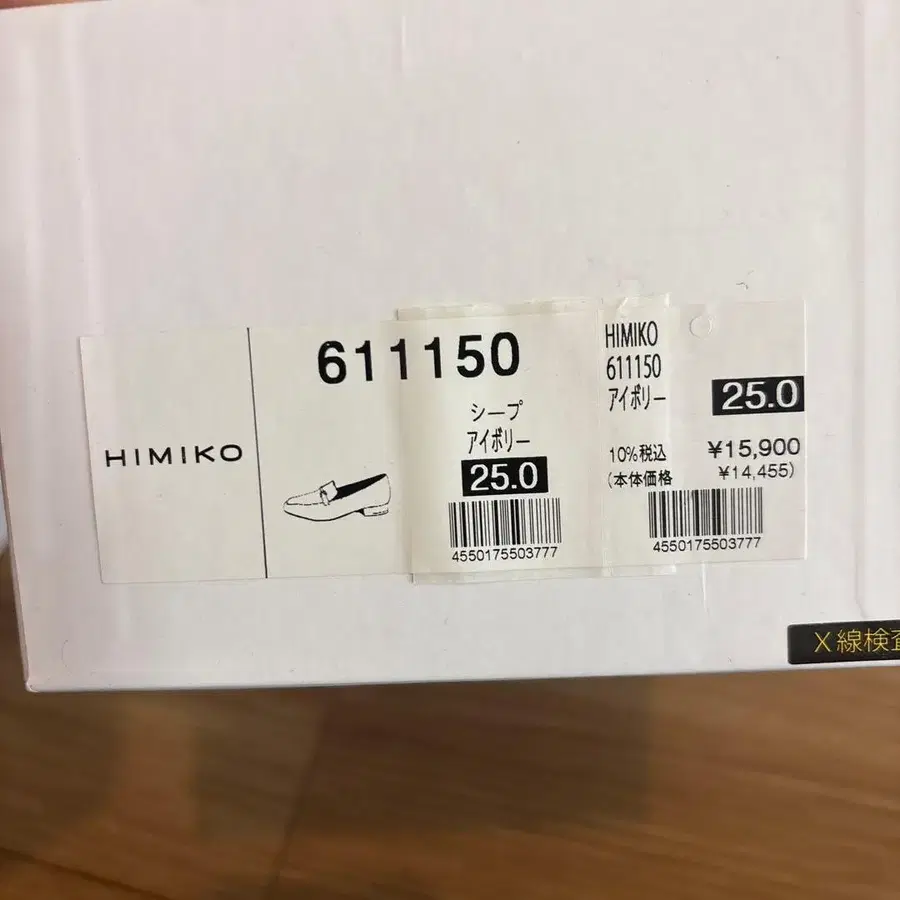 HIMIKO
611150
シープ
アイボリー
25.0
4550175503777
HIMIKO
611150
アイボリー
25.0
10%税込 ¥15,900
(本体価格 ¥14,455)
4550175503777
X線検査